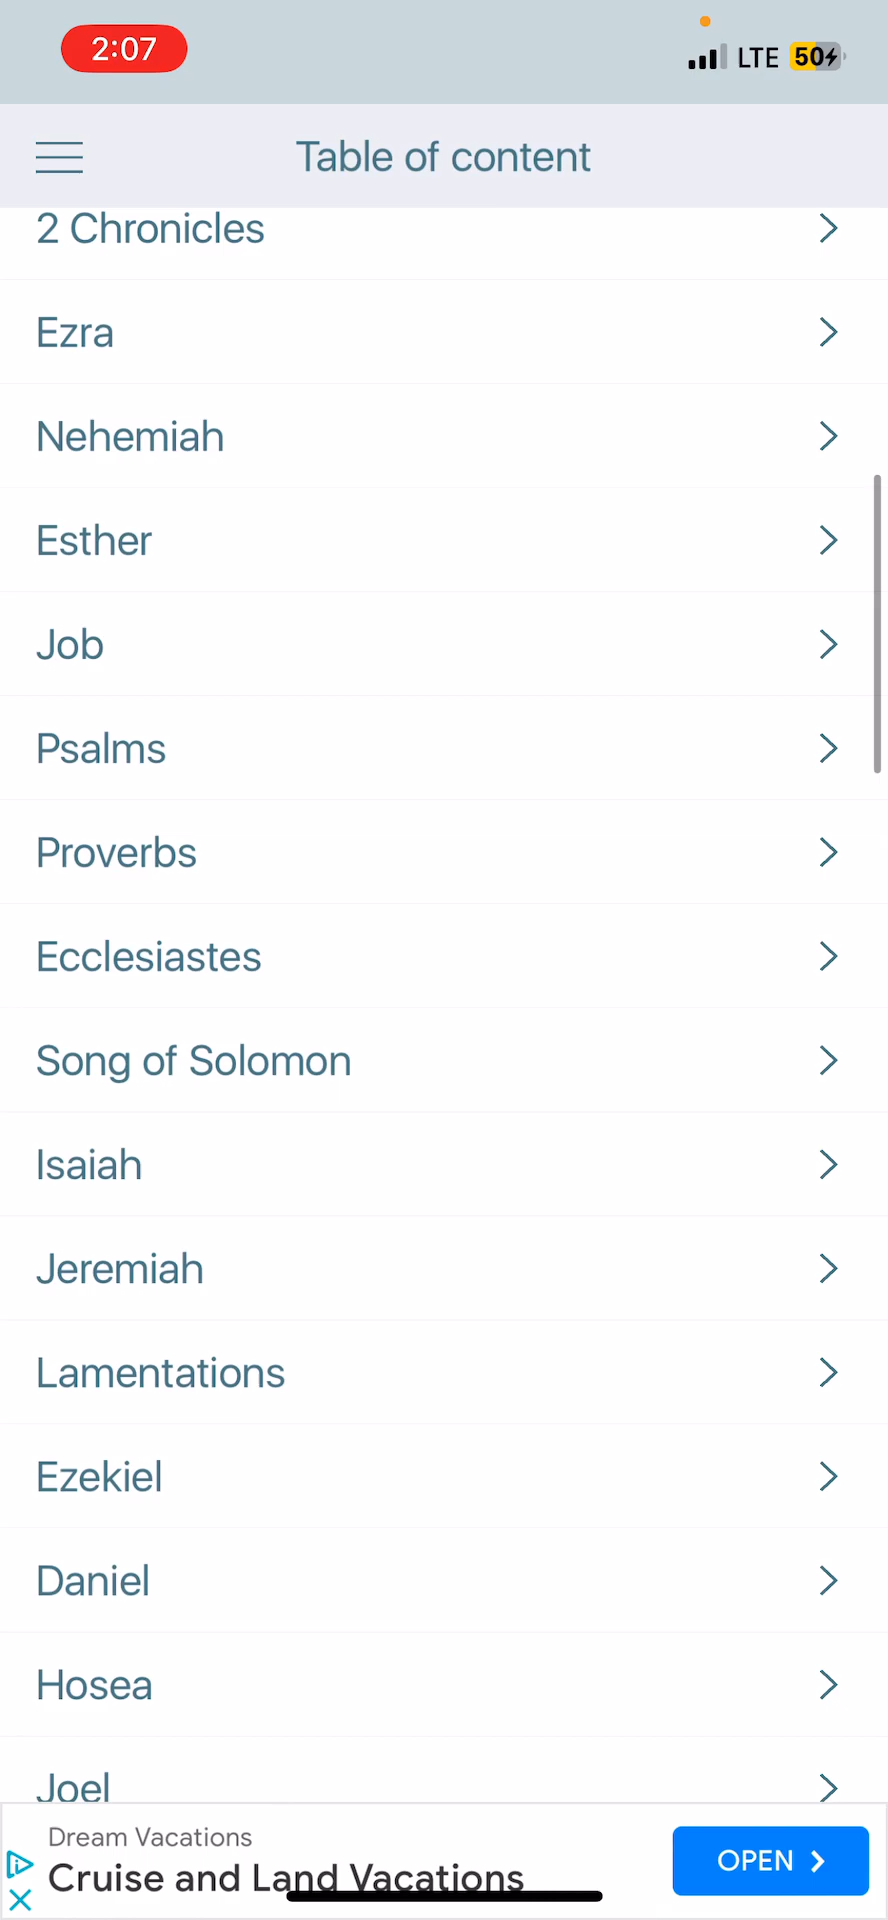 2:07
LTE 50
Table of content
2 Chronicles
Ezra
Nehemiah
Esther
Job
Psalms
Proverbs
Ecclesiastes
Song of Solomon
Isaiah
Jeremiah
Lamentations
Ezekiel
Daniel
Hosea
Joel
Dream Vacations
Cruise and Land Vacations
OPEN